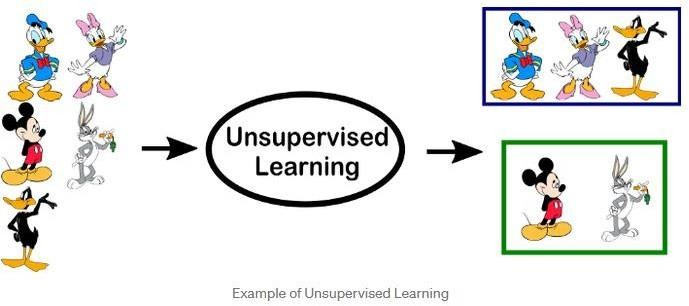 Unsupervised
Learning
Example of Unsupervised Learning